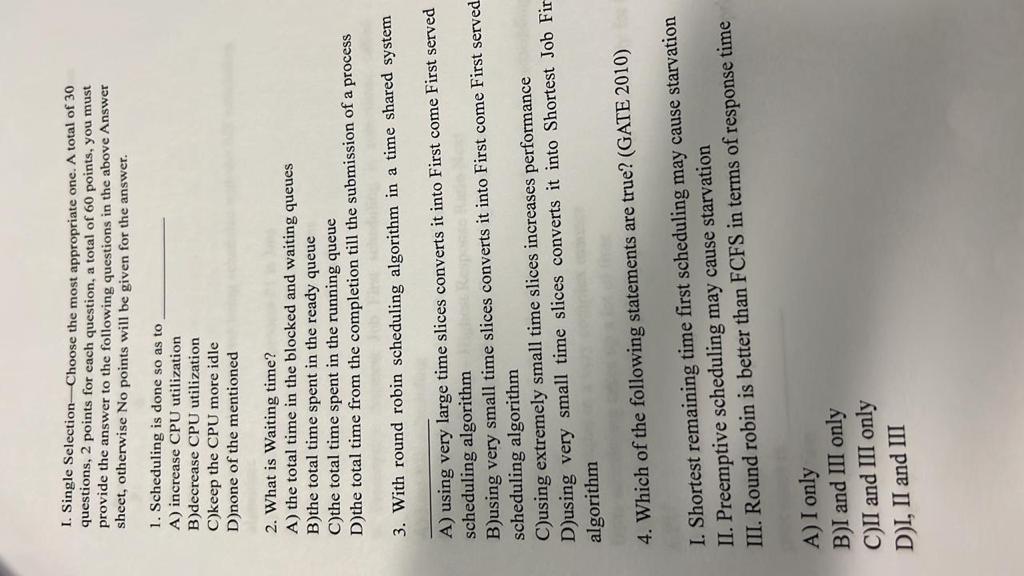 I. Single Selection—Choose the most appropriate one. A total of 30
questions, 2 points for each question, a total of 60 points, you must
provide the answer to the following questions in the above Answer
sheet, otherwise No points will be given for the answer.
1. Scheduling is done so as to ________
A) increase CPU utilization
B)decrease CPU utilization
C)keep the CPU more idle
D)none of the mentioned
2. What is Waiting time?
A) the total time in the blocked and waiting queues
B)the total time spent in the ready queue
C)the total time spent in the running queue
D)the total time from the completion till the submission of a process
3. With round robin scheduling algorithm in a time shared system
________
A) using very large time slices converts it into First come First served
scheduling algorithm
B)using very small time slices converts it into First come First served
scheduling algorithm
C)using extremely small time slices increases performance
D)using very small time slices converts it into Shortest Job Fir
algorithm
4. Which of the following statements are true? (GATE 2010)
I. Shortest remaining time first scheduling may cause starvation
II. Preemptive scheduling may cause starvation
III. Round robin is better than FCFS in terms of response time
A) I only
B)I and III only
C)II and III only
D)I, II and III